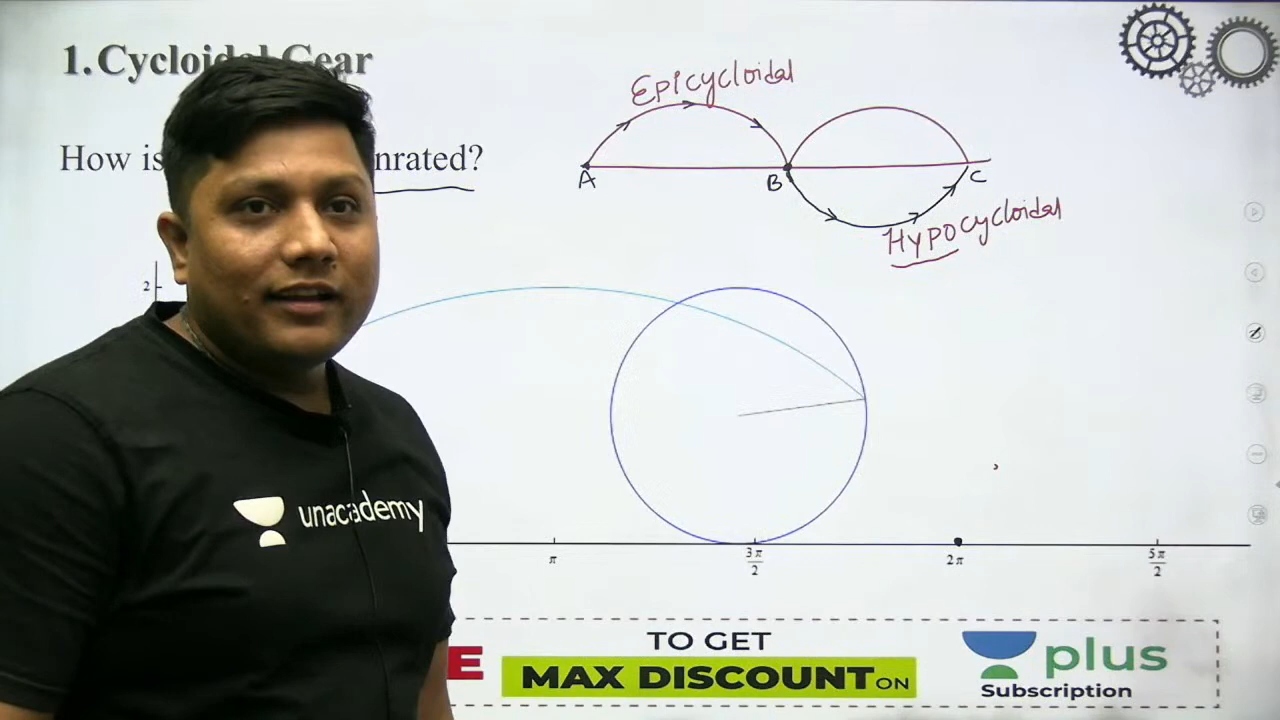 1. Cycloidal Gear
How is nrated?
Epicycloidal
A
B
C
Hypocycloidal
2
π
3π/2
2π
5π/2
unacademy
E
TO GET
MAX DISCOUNT ON
plus
Subscription